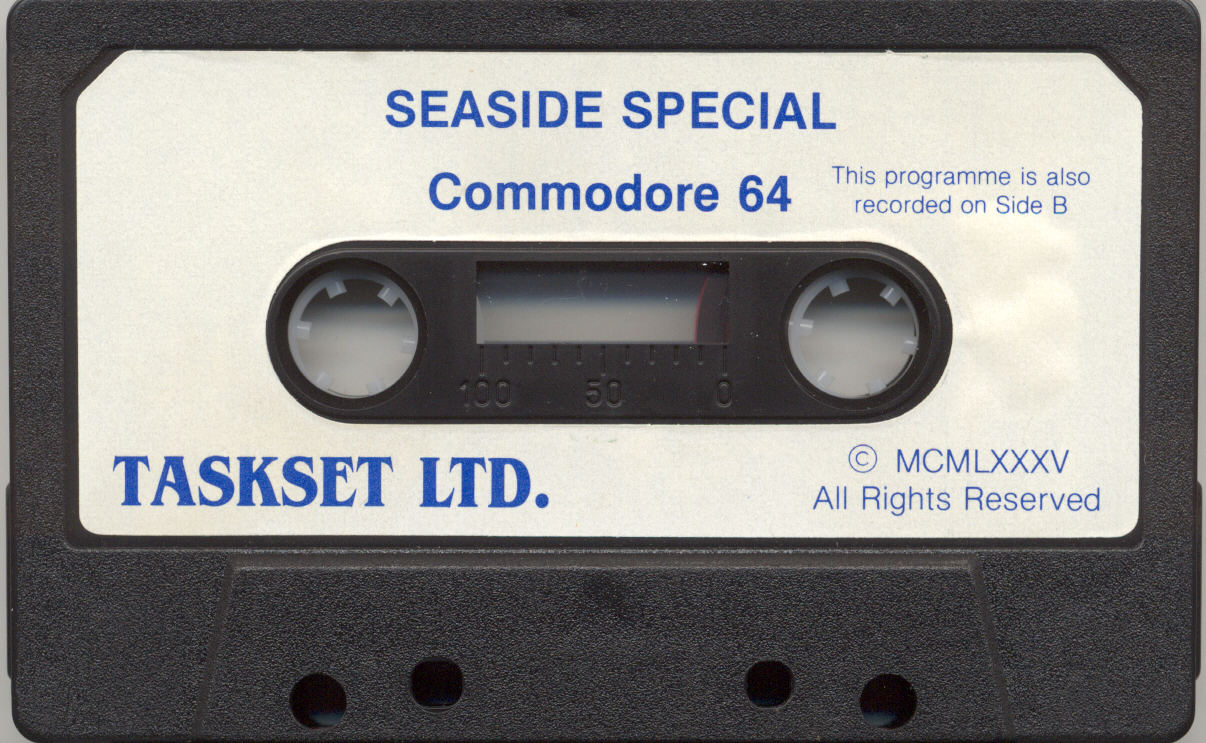 SEASIDE SPECIAL
Commodore 64
This programme is also
recorded on Side B
100 50 0
TASKSET LTD.
© MCMLXXXV
All Rights Reserved